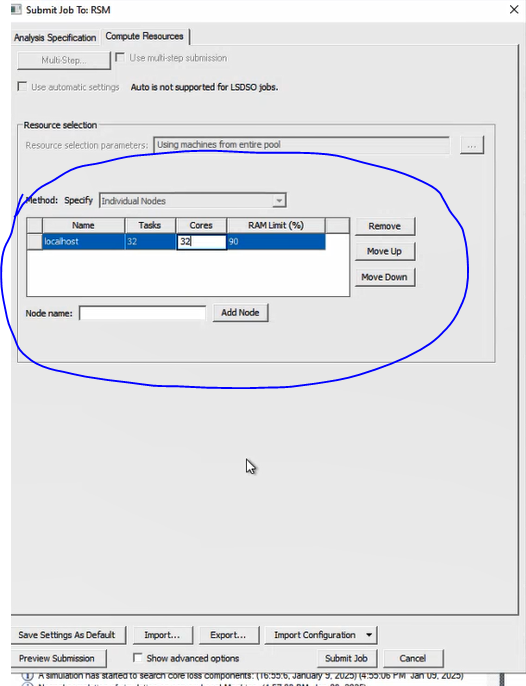 Submit Job To: RSM
Analysis Specification Compute Resources
Multi-Step... Use multi-step submission
Use automatic settings Auto is not supported for LSDSO jobs.
Resource selection
Resource selection parameters: Using machines from entire pool ...
Method: Specify Individual Nodes
Name Tasks Cores RAM Limit (%)
localhost 32 32 90
Remove
Move Up
Move Down
Node name: Add Node
Save Settings As Default Import... Export... Import Configuration
Preview Submission Show advanced options Submit Job Cancel
A simulation has started to search core loss components: (16:55:6, January 9, 2025) (4:55:06 PM Jan 09, 2025)